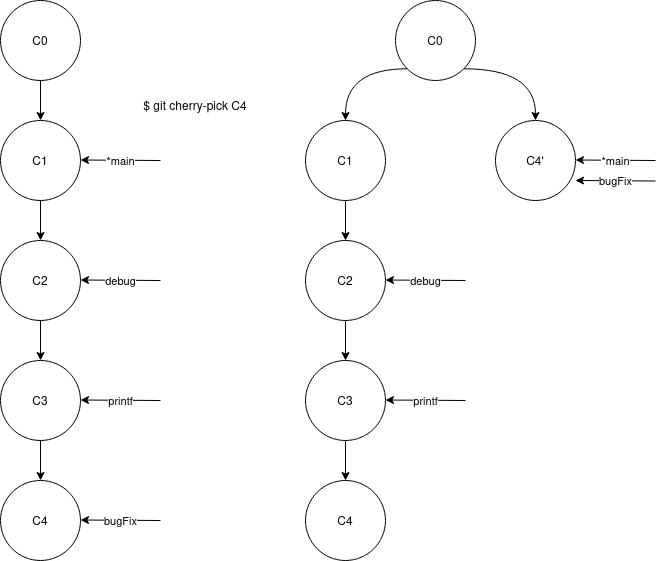 C0
C0
$ git cherry-pick C4
C1
*main
C1
C4'
*main
bugFix
C2
debug
C2
debug
C3
printf
C3
printf
C4
bugFix
C4